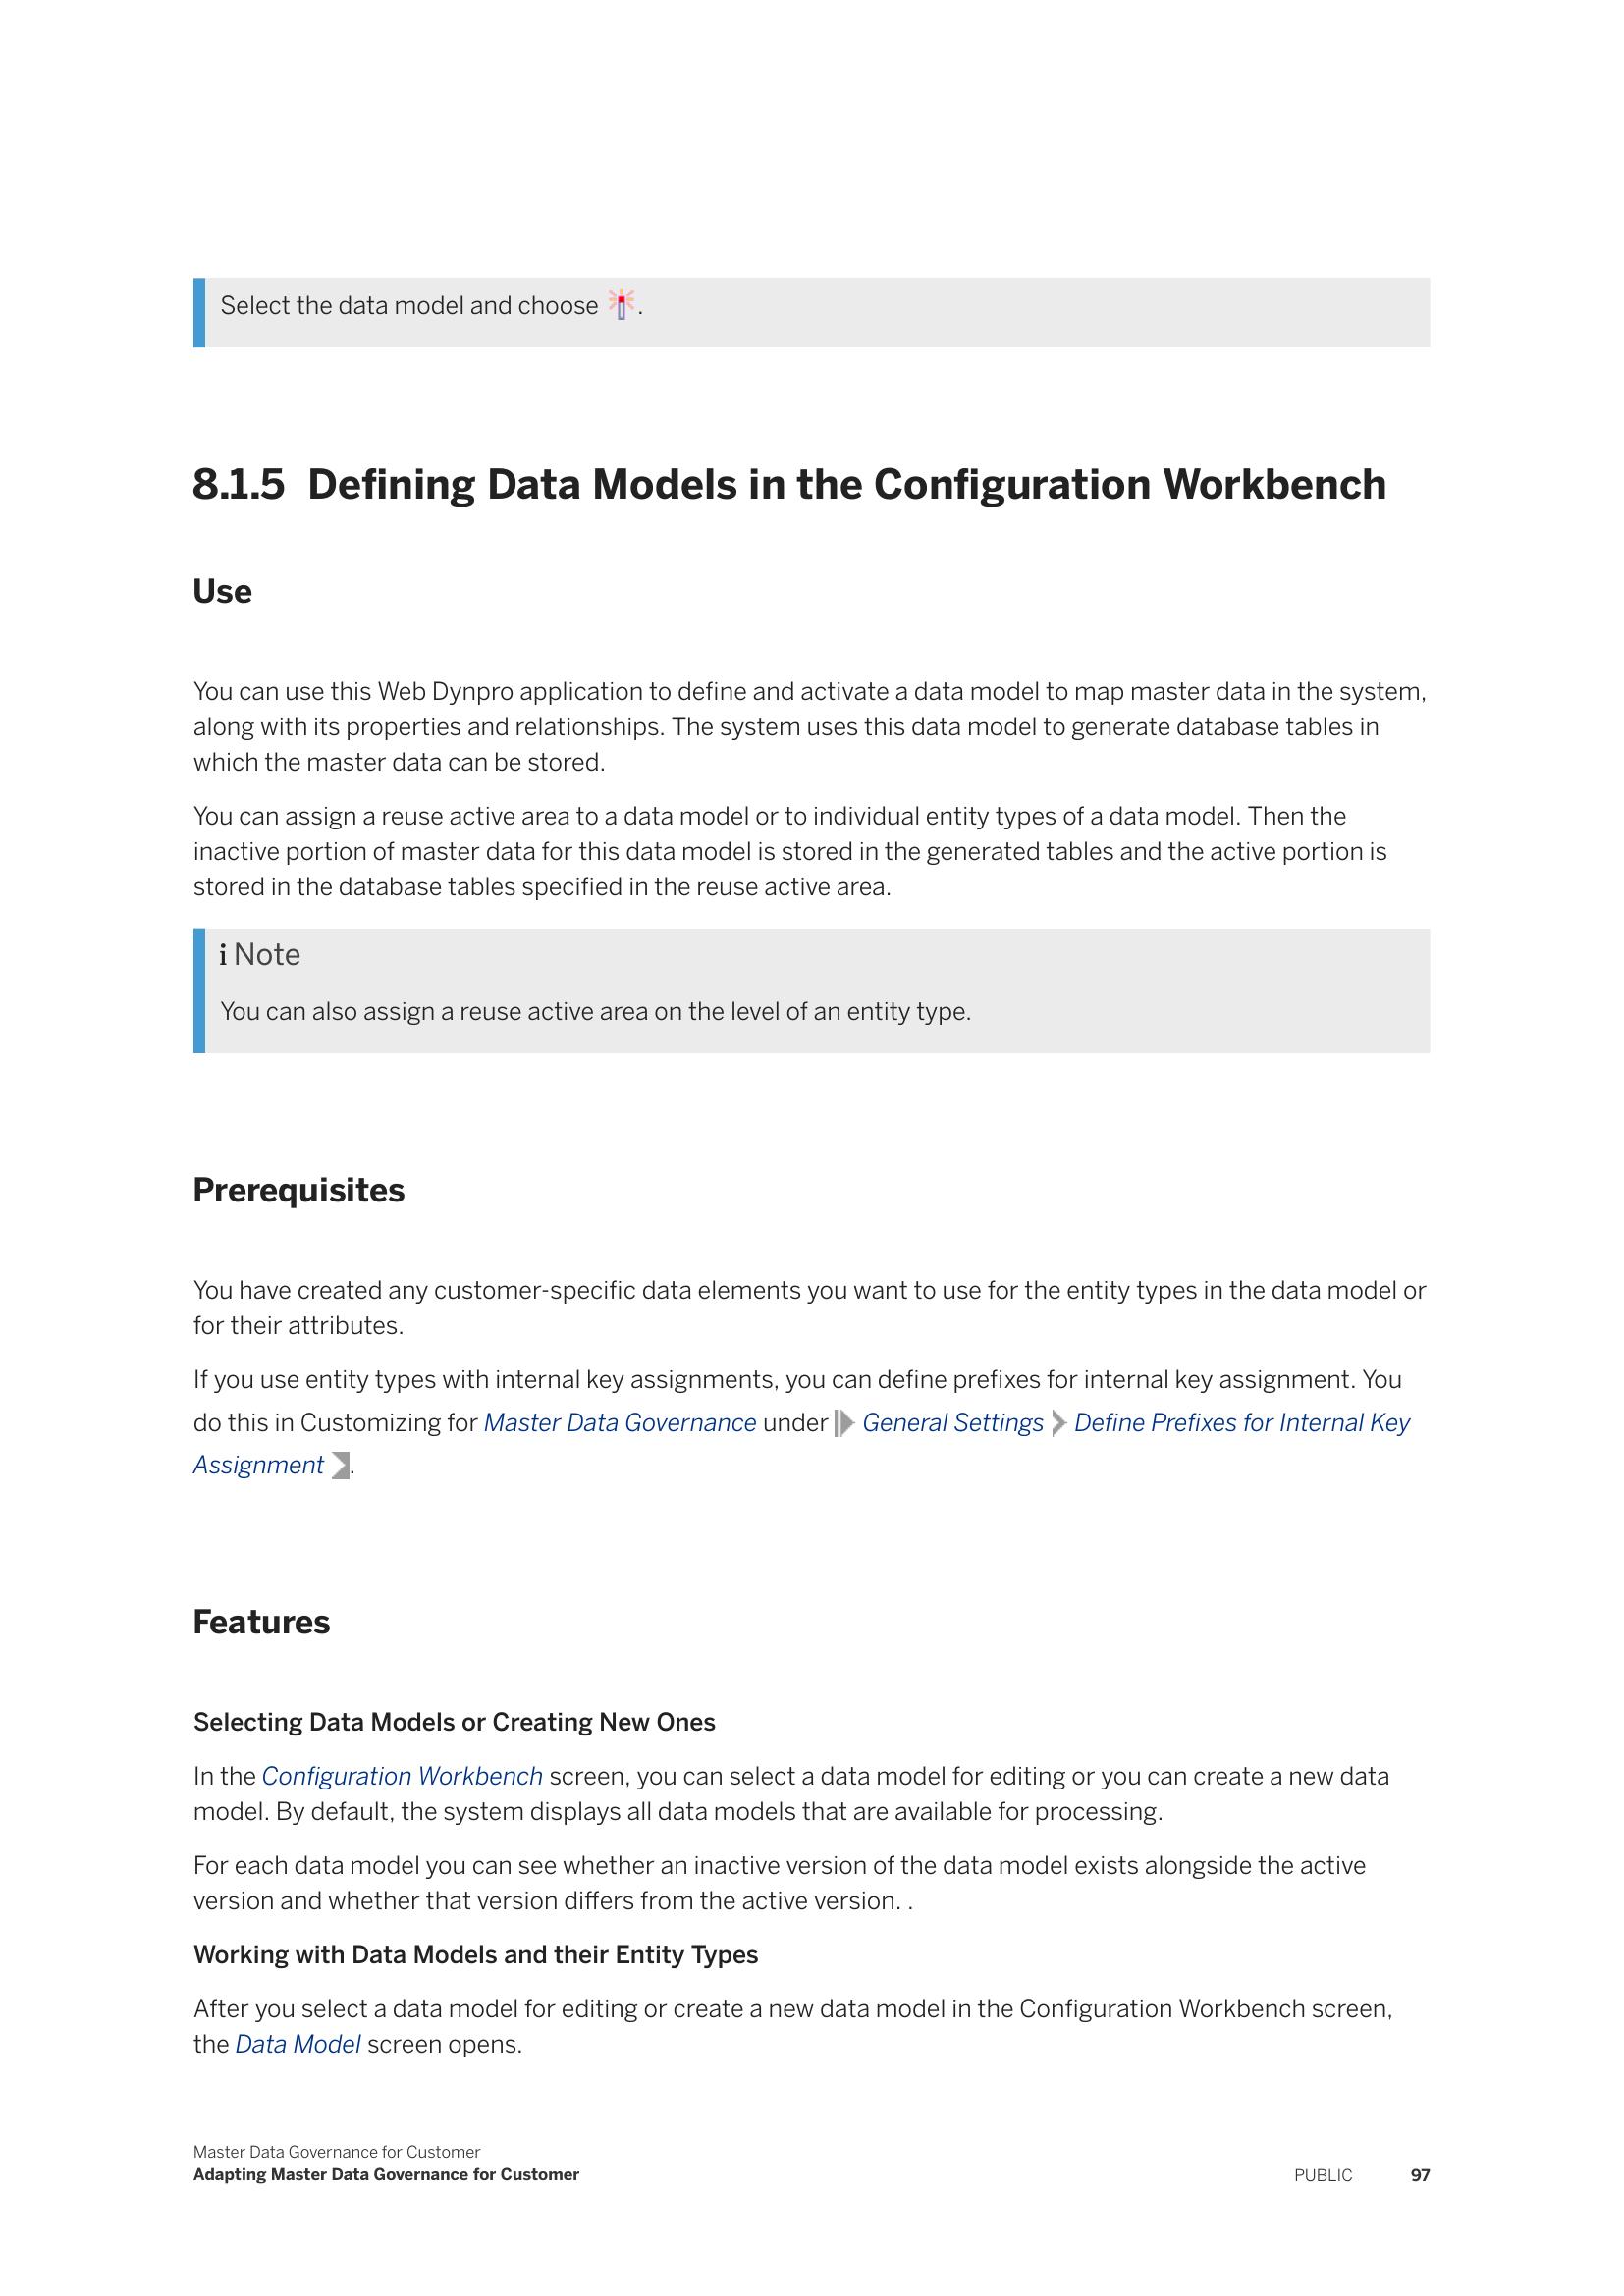 Select the data model and choose .
8.1.5 Defining Data Models in the Configuration Workbench
Use
You can use this Web Dynpro application to define and activate a data model to map master data in the system,
along with its properties and relationships. The system uses this data model to generate database tables in
which the master data can be stored.
You can assign a reuse active area to a data model or to individual entity types of a data model. Then the
inactive portion of master data for this data model is stored in the generated tables and the active portion is
stored in the database tables specified in the reuse active area.
i Note
You can also assign a reuse active area on the level of an entity type.
Prerequisites
You have created any customer-specific data elements you want to use for the entity types in the data model or
for their attributes.
If you use entity types with internal key assignments, you can define prefixes for internal key assignment. You
do this in Customizing for Master Data Governance under General Settings Define Prefixes for Internal Key
Assignment .
Features
Selecting Data Models or Creating New Ones
In the Configuration Workbench screen, you can select a data model for editing or you can create a new data
model. By default, the system displays all data models that are available for processing.
For each data model you can see whether an inactive version of the data model exists alongside the active
version and whether that version differs from the active version. .
Working with Data Models and their Entity Types
After you select a data model for editing or create a new data model in the Configuration Workbench screen,
the Data Model screen opens.
Master Data Governance for Customer
Adapting Master Data Governance for Customer
PUBLIC 97